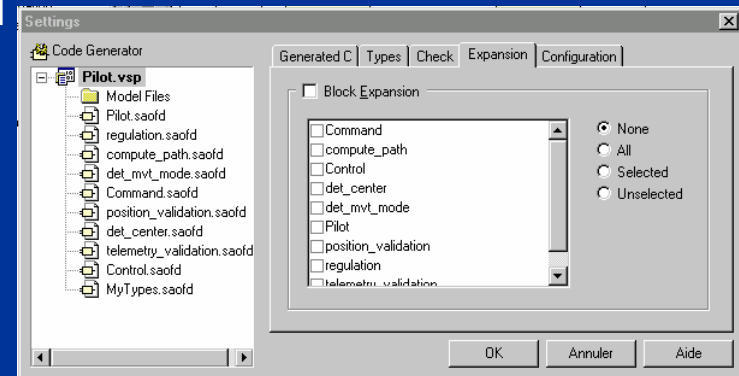 Settings
Code Generator
Pilot.vsp
Model Files
Pilot.saofd
regulation.saofd
compute_path.saofd
det_mvt_mode.saofd
Command.saofd
position_validation.saofd
det_center.saofd
telemetry_validation.saofd
Control.saofd
MyTypes.saofd
Generated C Types Check Expansion Configuration
Block Expansion
Command
compute_path
Control
det_center
det_mvt_mode
Pilot
position_validation
regulation
telemetry_validation
None
All
Selected
Unselected
OK Annuler Aide